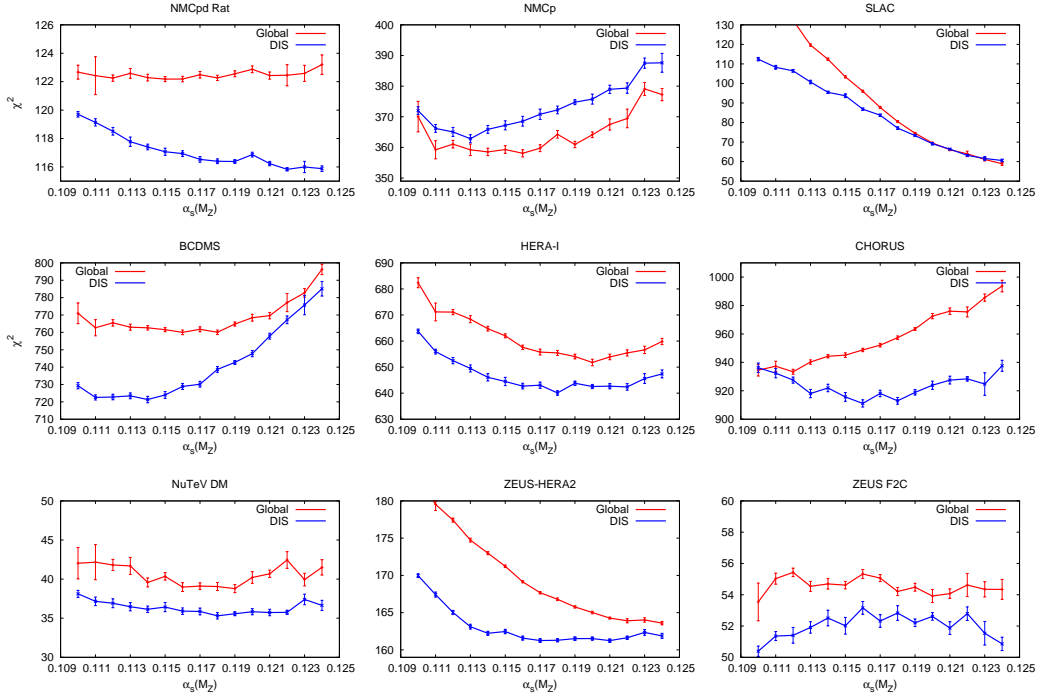 NMCpd Rat
126
124
122
120
118
116
χ²
Global
DIS
0.109 0.111 0.113 0.115 0.117 0.119 0.121 0.123 0.125
αs(MZ)
NMCp
400
390
380
370
360
350
Global
DIS
0.109 0.111 0.113 0.115 0.117 0.119 0.121 0.123 0.125
αs(MZ)
SLAC
130
120
110
100
90
80
70
60
50
Global
DIS
0.109 0.111 0.113 0.115 0.117 0.119 0.121 0.123 0.125
αs(MZ)
BCDMS
800
790
780
770
760
750
740
730
720
710
χ²
Global
DIS
0.109 0.111 0.113 0.115 0.117 0.119 0.121 0.123 0.125
αs(MZ)
HERA-I
690
680
670
660
650
640
630
Global
DIS
0.109 0.111 0.113 0.115 0.117 0.119 0.121 0.123 0.125
αs(MZ)
CHORUS
1000
980
960
940
920
900
Global
DIS
0.109 0.111 0.113 0.115 0.117 0.119 0.121 0.123 0.125
αs(MZ)
NuTeV DM
50
45
40
35
30
χ²
Global
DIS
0.109 0.111 0.113 0.115 0.117 0.119 0.121 0.123 0.125
αs(MZ)
ZEUS-HERA2
180
175
170
165
160
Global
DIS
0.109 0.111 0.113 0.115 0.117 0.119 0.121 0.123 0.125
αs(MZ)
ZEUS F2C
60
58
56
54
52
50
Global
DIS
0.109 0.111 0.113 0.115 0.117 0.119 0.121 0.123 0.125
αs(MZ)